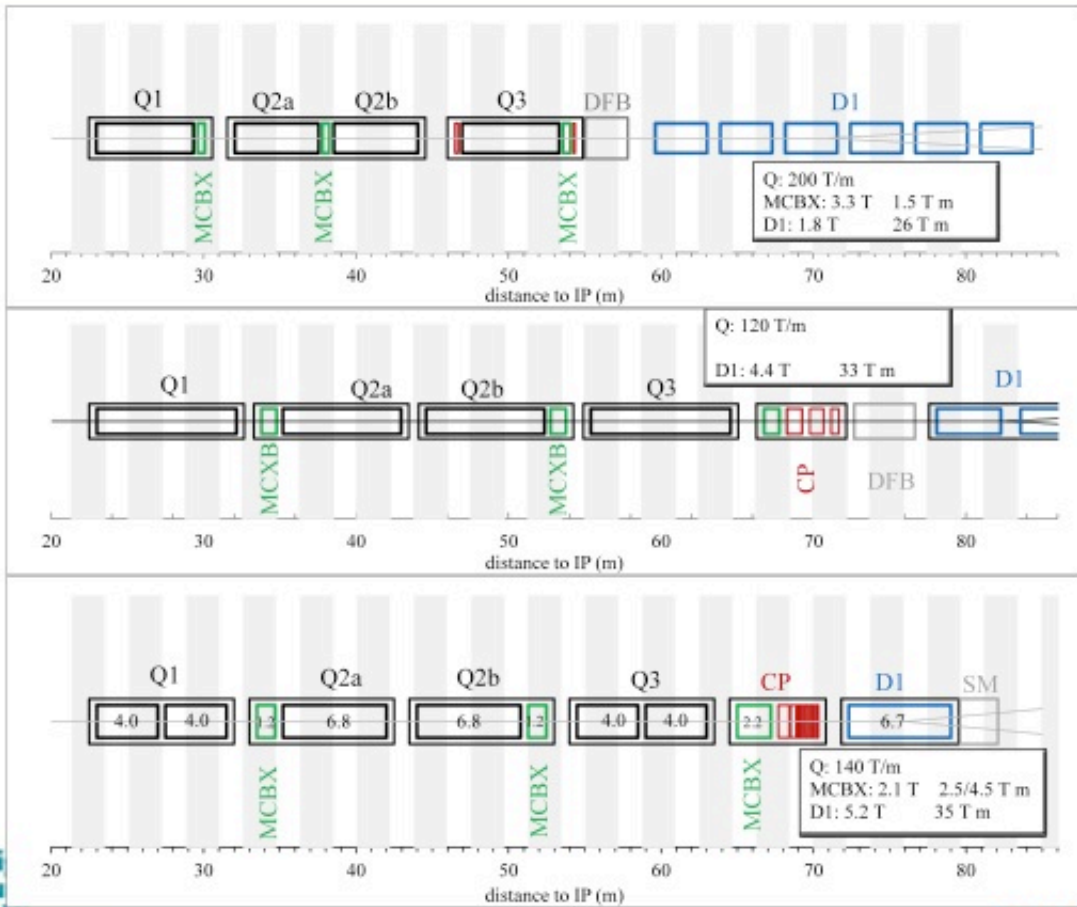 Q1 Q2a Q2b Q3 DFB D1
MCBX MCBX MCBX
Q: 200 T/m
MCBX: 3.3 T 1.5 T m
D1: 1.8 T 26 T m
20 30 40 50 60 70 80
distance to IP (m)
Q: 120 T/m
D1: 4.4 T 33 T m
Q1 Q2a Q2b Q3 D1
MCXB MCXB CP DFB
20 30 40 50 60 70 80
distance to IP (m)
Q1 Q2a Q2b Q3 CP D1 SM
4.0 4.0 1.2 6.8 6.8 1.2 4.0 4.0 2.2 6.7
MCBX MCBX MCBX
Q: 140 T/m
MCBX: 2.1 T 2.5/4.5 T m
D1: 5.2 T 35 T m
20 30 40 50 60 70 80
distance to IP (m)